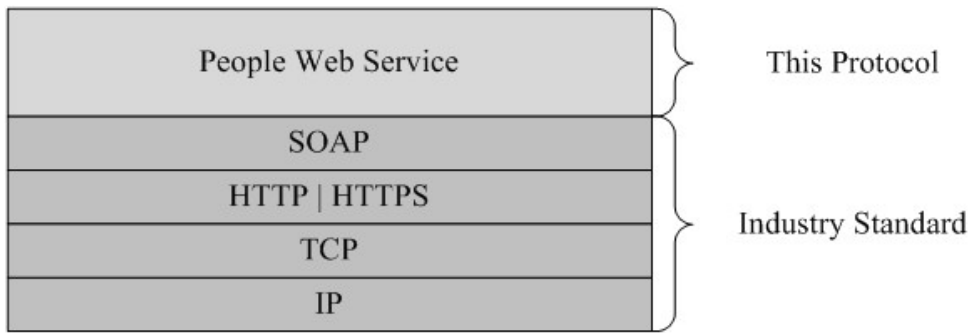 People Web Service
This Protocol
SOAP
HTTP | HTTPS
TCP
IP
Industry Standard